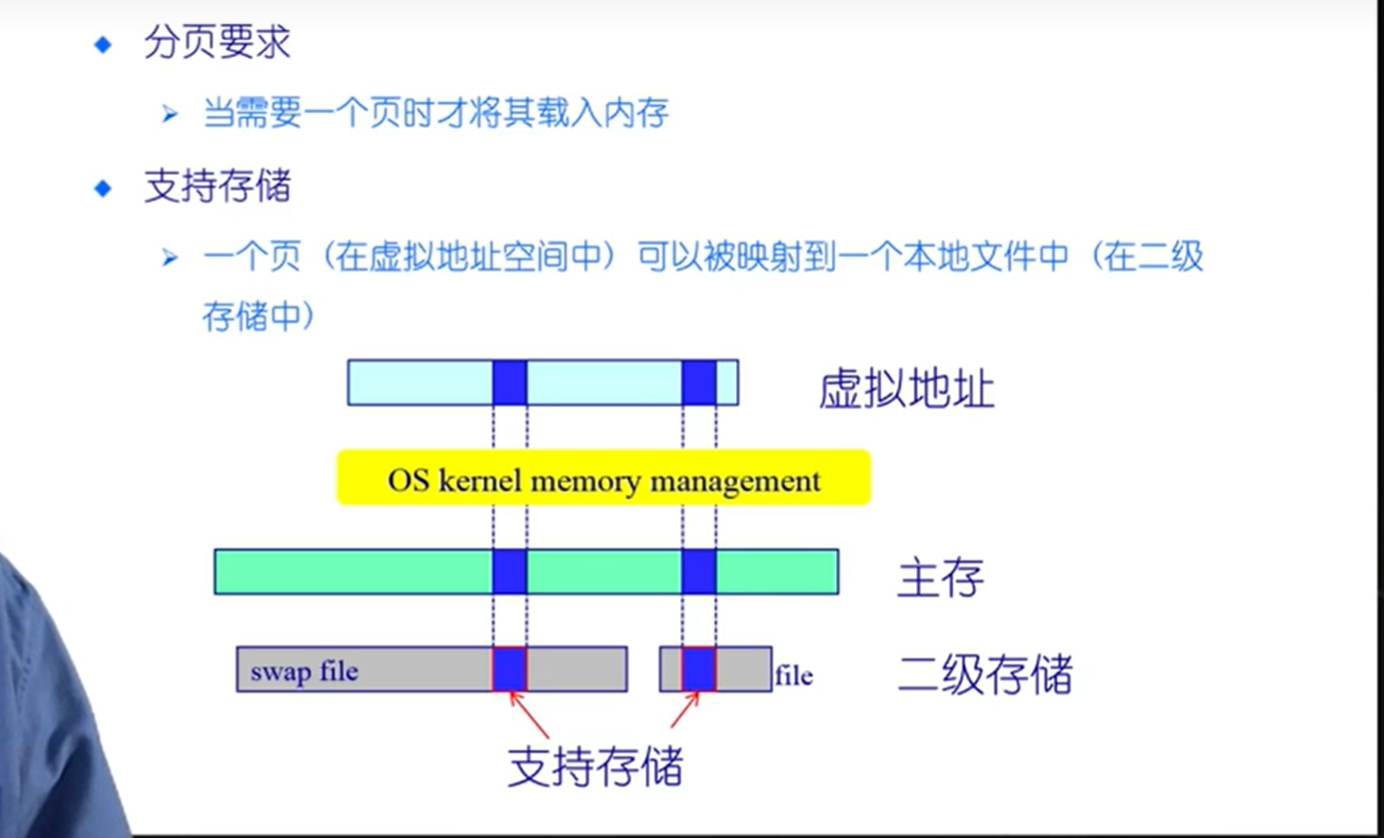 分页要求
当需要一个页时才将其载入内存
支持存储
一个页（在虚拟地址空间中）可以被映射到一个本地文件中（在二级
存储中）
虚拟地址
OS kernel memory management
主存
swap file
file
二级存储
支持存储